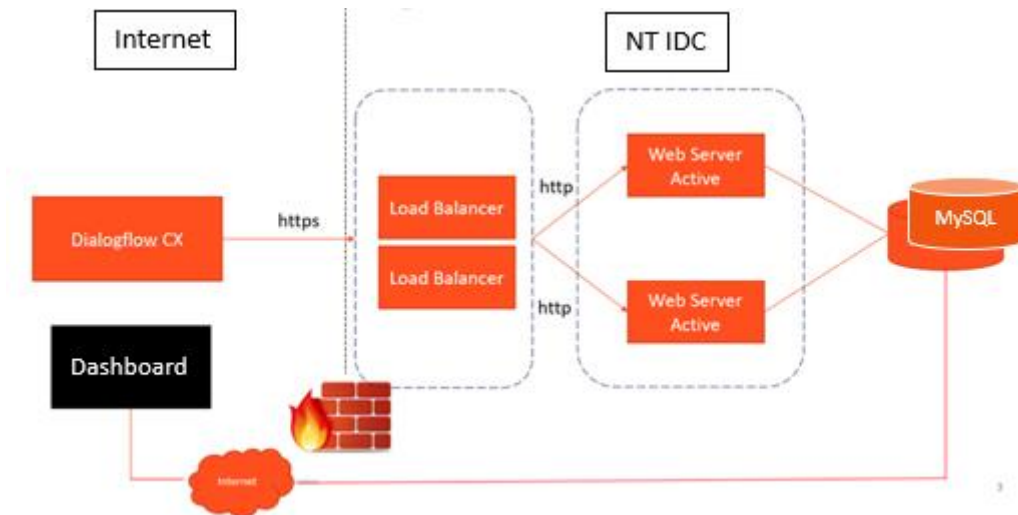 Internet
NT IDC
Web Server
Active
http
Load Balancer
https
MySQL
Dialogflow CX
Load Balancer
http
Web Server
Active
Dashboard
Internet
3